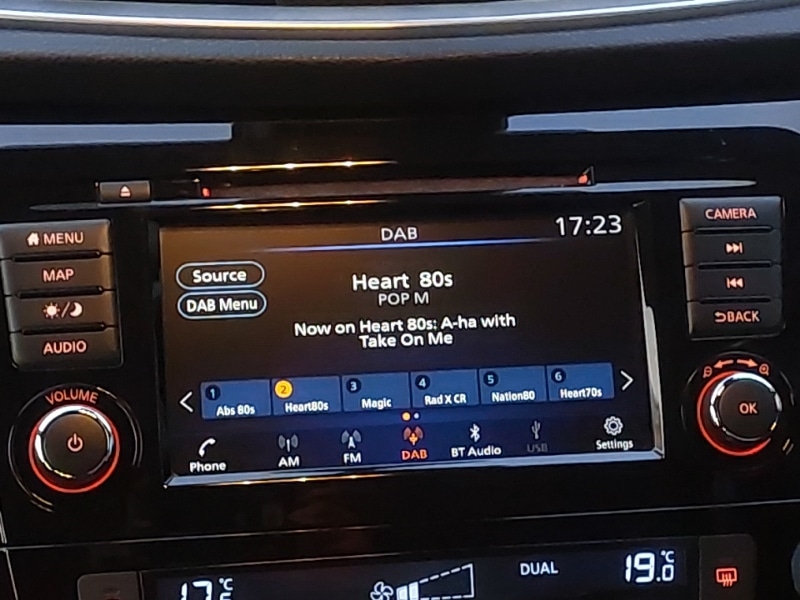 MENU
MAP
AUDIO
VOLUME
DAB
17:23
Source
DAB Menu
Heart 80s
POP M
Now on Heart 80s: A-ha with
Take On Me
1
Abs 80s
2
Heart80s
3
Magic
4
Rad X CR
5
Nation80
6
Heart70s
Phone
AM
FM
DAB
BT Audio
USB
Settings
CAMERA
BACK
OK
°C
DUAL
19.0°C